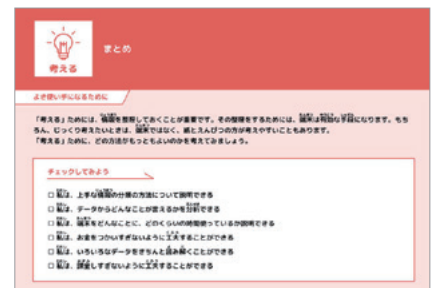 まとめ
考える
よき使い手になるために
「考える」ためには、情報を整理しておくことが重要です。その整理をするためには、端末は有効な手段になります。もち
ろん、じっくり考えたいときは、端末ではなく、紙とえんぴつの方が考えやすいこともあります。
「考える」ために、どの方法がもっともよいのかを考えてみましょう。
チェックしてみよう
□ 私は、上手な情報の分類の方法について説明できる
□ 私は、データからどんなことが言えるかを分析できる
□ 私は、端末をどんなことに、どのくらいの時間使っているか説明できる
□ 私は、お金をつかいすぎないように工夫することができる
□ 私は、いろいろなデータをきちんと読み解くことができる
□ 私は、課金しすぎないように工夫することができる